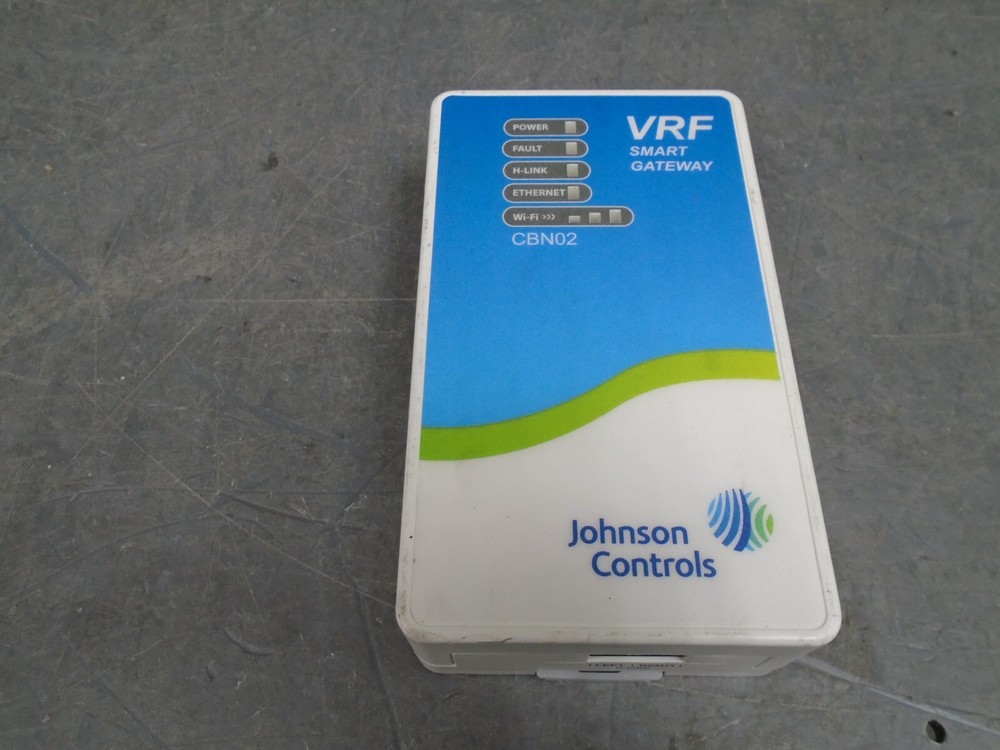 POWER
FAULT
H-LINK
ETHERNET
Wi-Fi >>>
CBN02
VRF
SMART
GATEWAY
Johnson
Controls